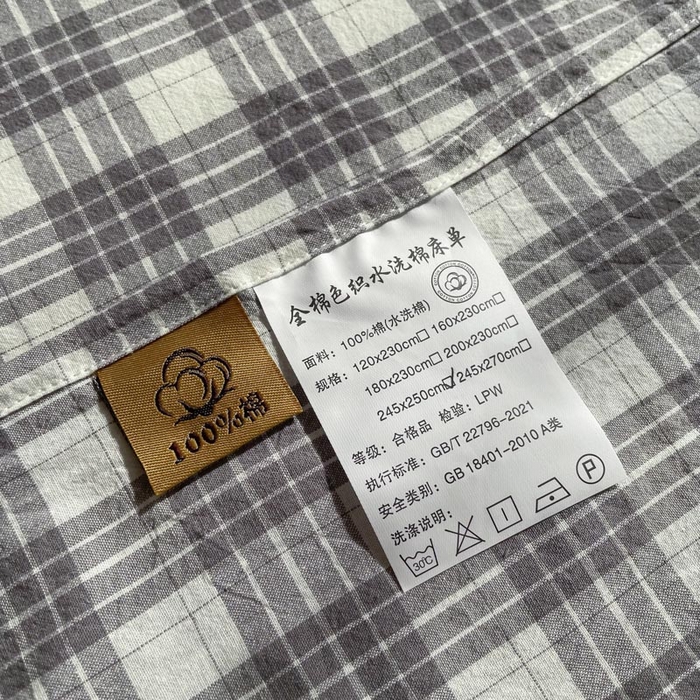 100%棉
全棉色织水洗棉床单
面料：100%棉(水洗棉)
规格：120x230cm□ 160x230cm□
180x230cm□ 200x230cm□
245x250cm☑ 245x270cm□
等级：合格品 检验：LPW
执行标准：GB/T 22796-2021
安全类别：GB 18401-2010 A类
洗涤说明：
30℃
P